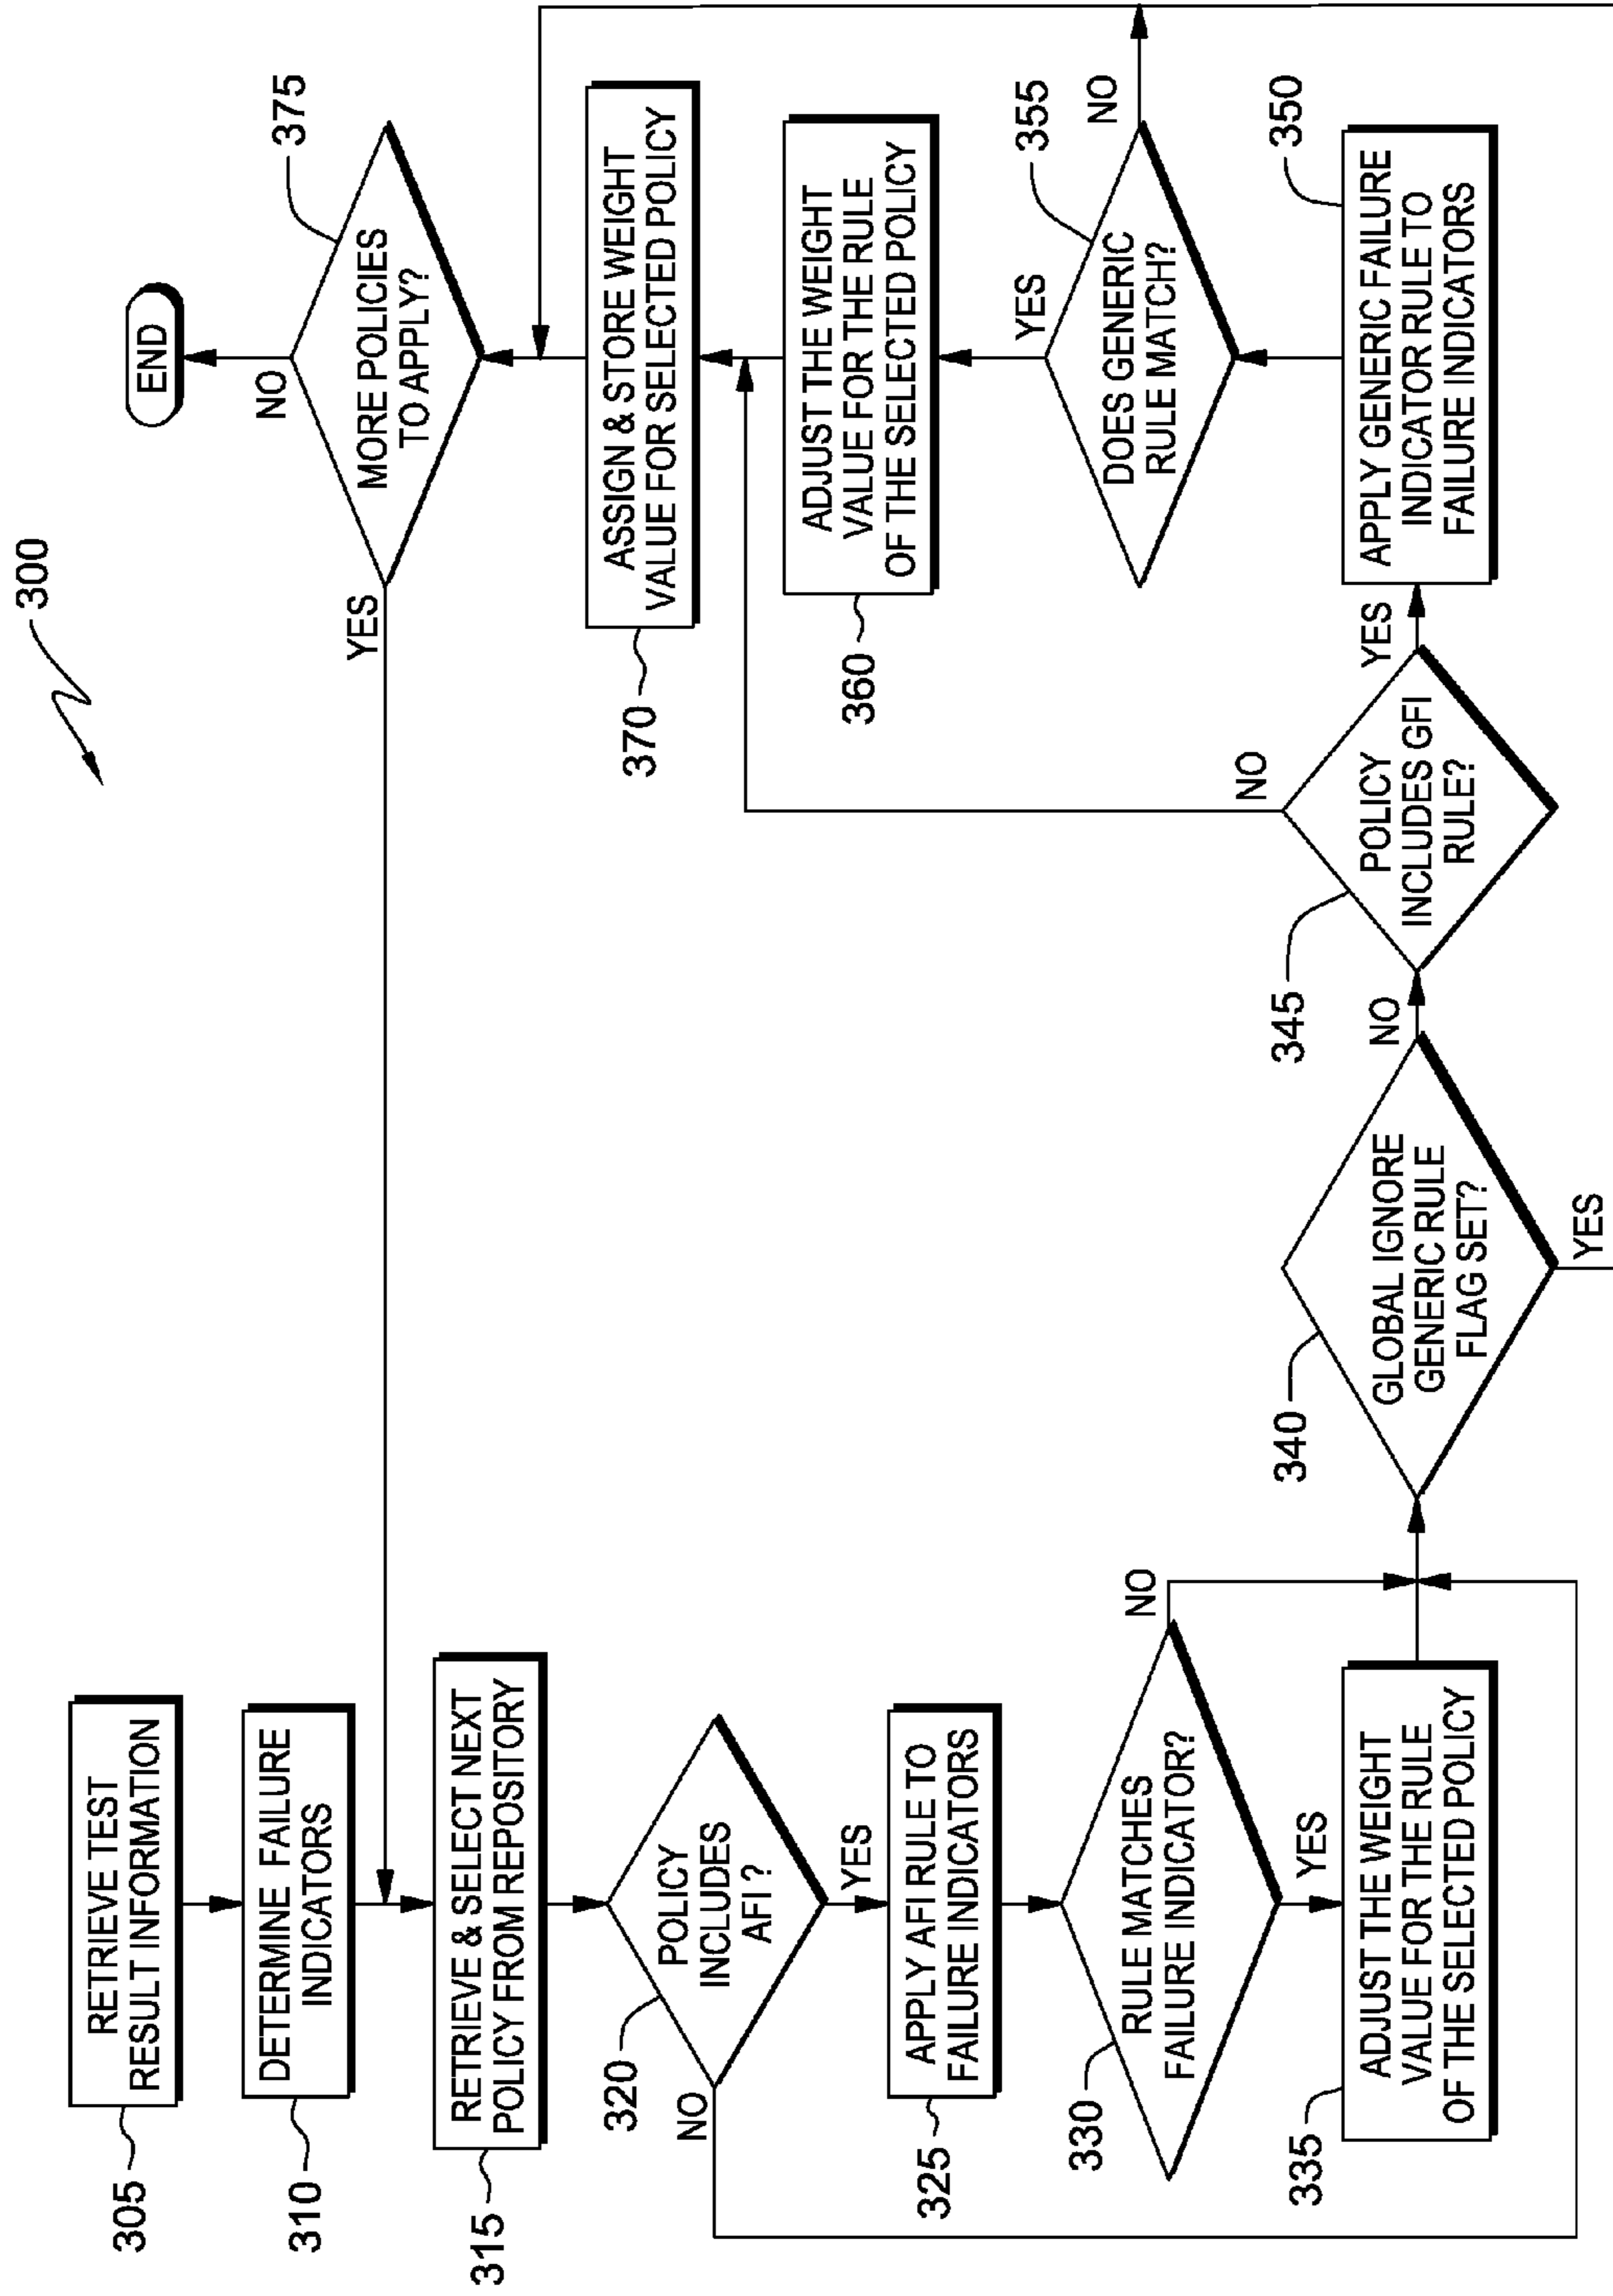 300
305
RETRIEVE TEST
RESULT INFORMATION
310
DETERMINE FAILURE
INDICATORS
315
RETRIEVE & SELECT NEXT
POLICY FROM REPOSITORY
320
POLICY
INCLUDES
AFI ?
NO
YES
325
APPLY AFI RULE TO
FAILURE INDICATORS
330
RULE MATCHES
FAILURE INDICATOR?
NO
YES
335
ADJUST THE WEIGHT
VALUE FOR THE RULE
OF THE SELECTED POLICY
340
GLOBAL IGNORE
GENERIC RULE
FLAG SET?
NO
YES
345
POLICY
INCLUDES GFI
RULE?
NO
YES
350
APPLY GENERIC FAILURE
INDICATOR RULE TO
FAILURE INDICATORS
355
DOES GENERIC
RULE MATCH?
NO
YES
360
ADJUST THE WEIGHT
VALUE FOR THE RULE
OF THE SELECTED POLICY
370
ASSIGN & STORE WEIGHT
VALUE FOR SELECTED POLICY
375
MORE POLICIES
TO APPLY?
YES
NO
END